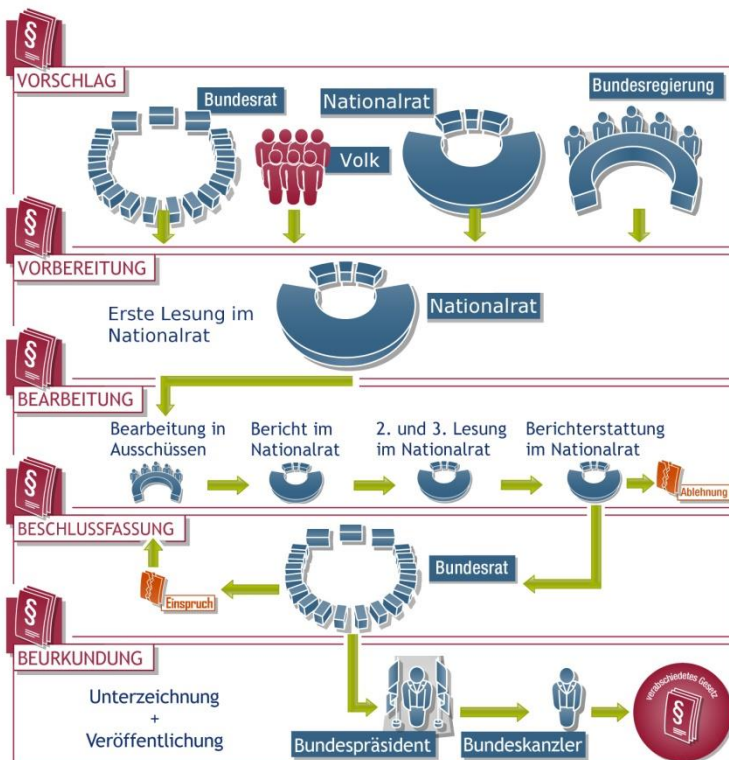 §
VORSCHLAG
Bundesrat
Volk
Nationalrat
Bundesregierung
§
VORBEREITUNG
Erste Lesung im
Nationalrat
Nationalrat
§
BEARBEITUNG
Bearbeitung in
Ausschüssen
Bericht im
Nationalrat
2. und 3. Lesung
im Nationalrat
Berichterstattung
im Nationalrat
Ablehnung
§
BESCHLUSSFASSUNG
Einspruch
Bundesrat
§
BEURKUNDUNG
Unterzeichnung
+
Veröffentlichung
Bundespräsident
Bundeskanzler
verabschiedetes Gesetz
§